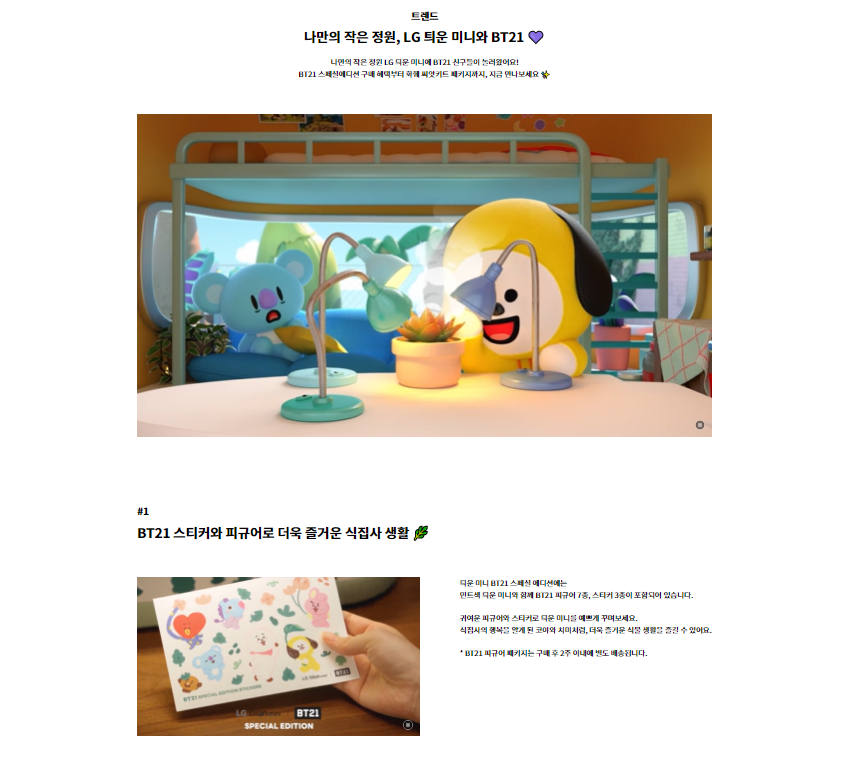 트렌드
나만의 작은 정원, LG 틔운 미니와 BT21 💜
나만의 작은 정원 LG 틔운 미니에 BT21 친구들이 놀러왔어요!
BT21 스페셜에디션 구매 혜택부터 화훼 씨앗키트 패키지까지, 지금 만나보세요 🌿
#1
BT21 스티커와 피규어로 더욱 즐거운 식집사 생활 🌿
틔운 미니 BT21 스페셜 에디션에는
민트색 틔운 미니와 함께 BT21 피규어 7종, 스티커 3종이 포함되어 있습니다.
귀여운 피규어와 스티커로 틔운 미니를 예쁘게 꾸며보세요.
식집사의 행복을 알게 된 코야와 치미처럼, 더욱 즐거운 식물 생활을 즐길 수 있어요.
* BT21 피규어 패키지는 구매 후 2주 이내에 별도 배송됩니다.
BT21 SPECIAL EDITION STICKERS
BT21
LG
BT21
SPECIAL EDITION